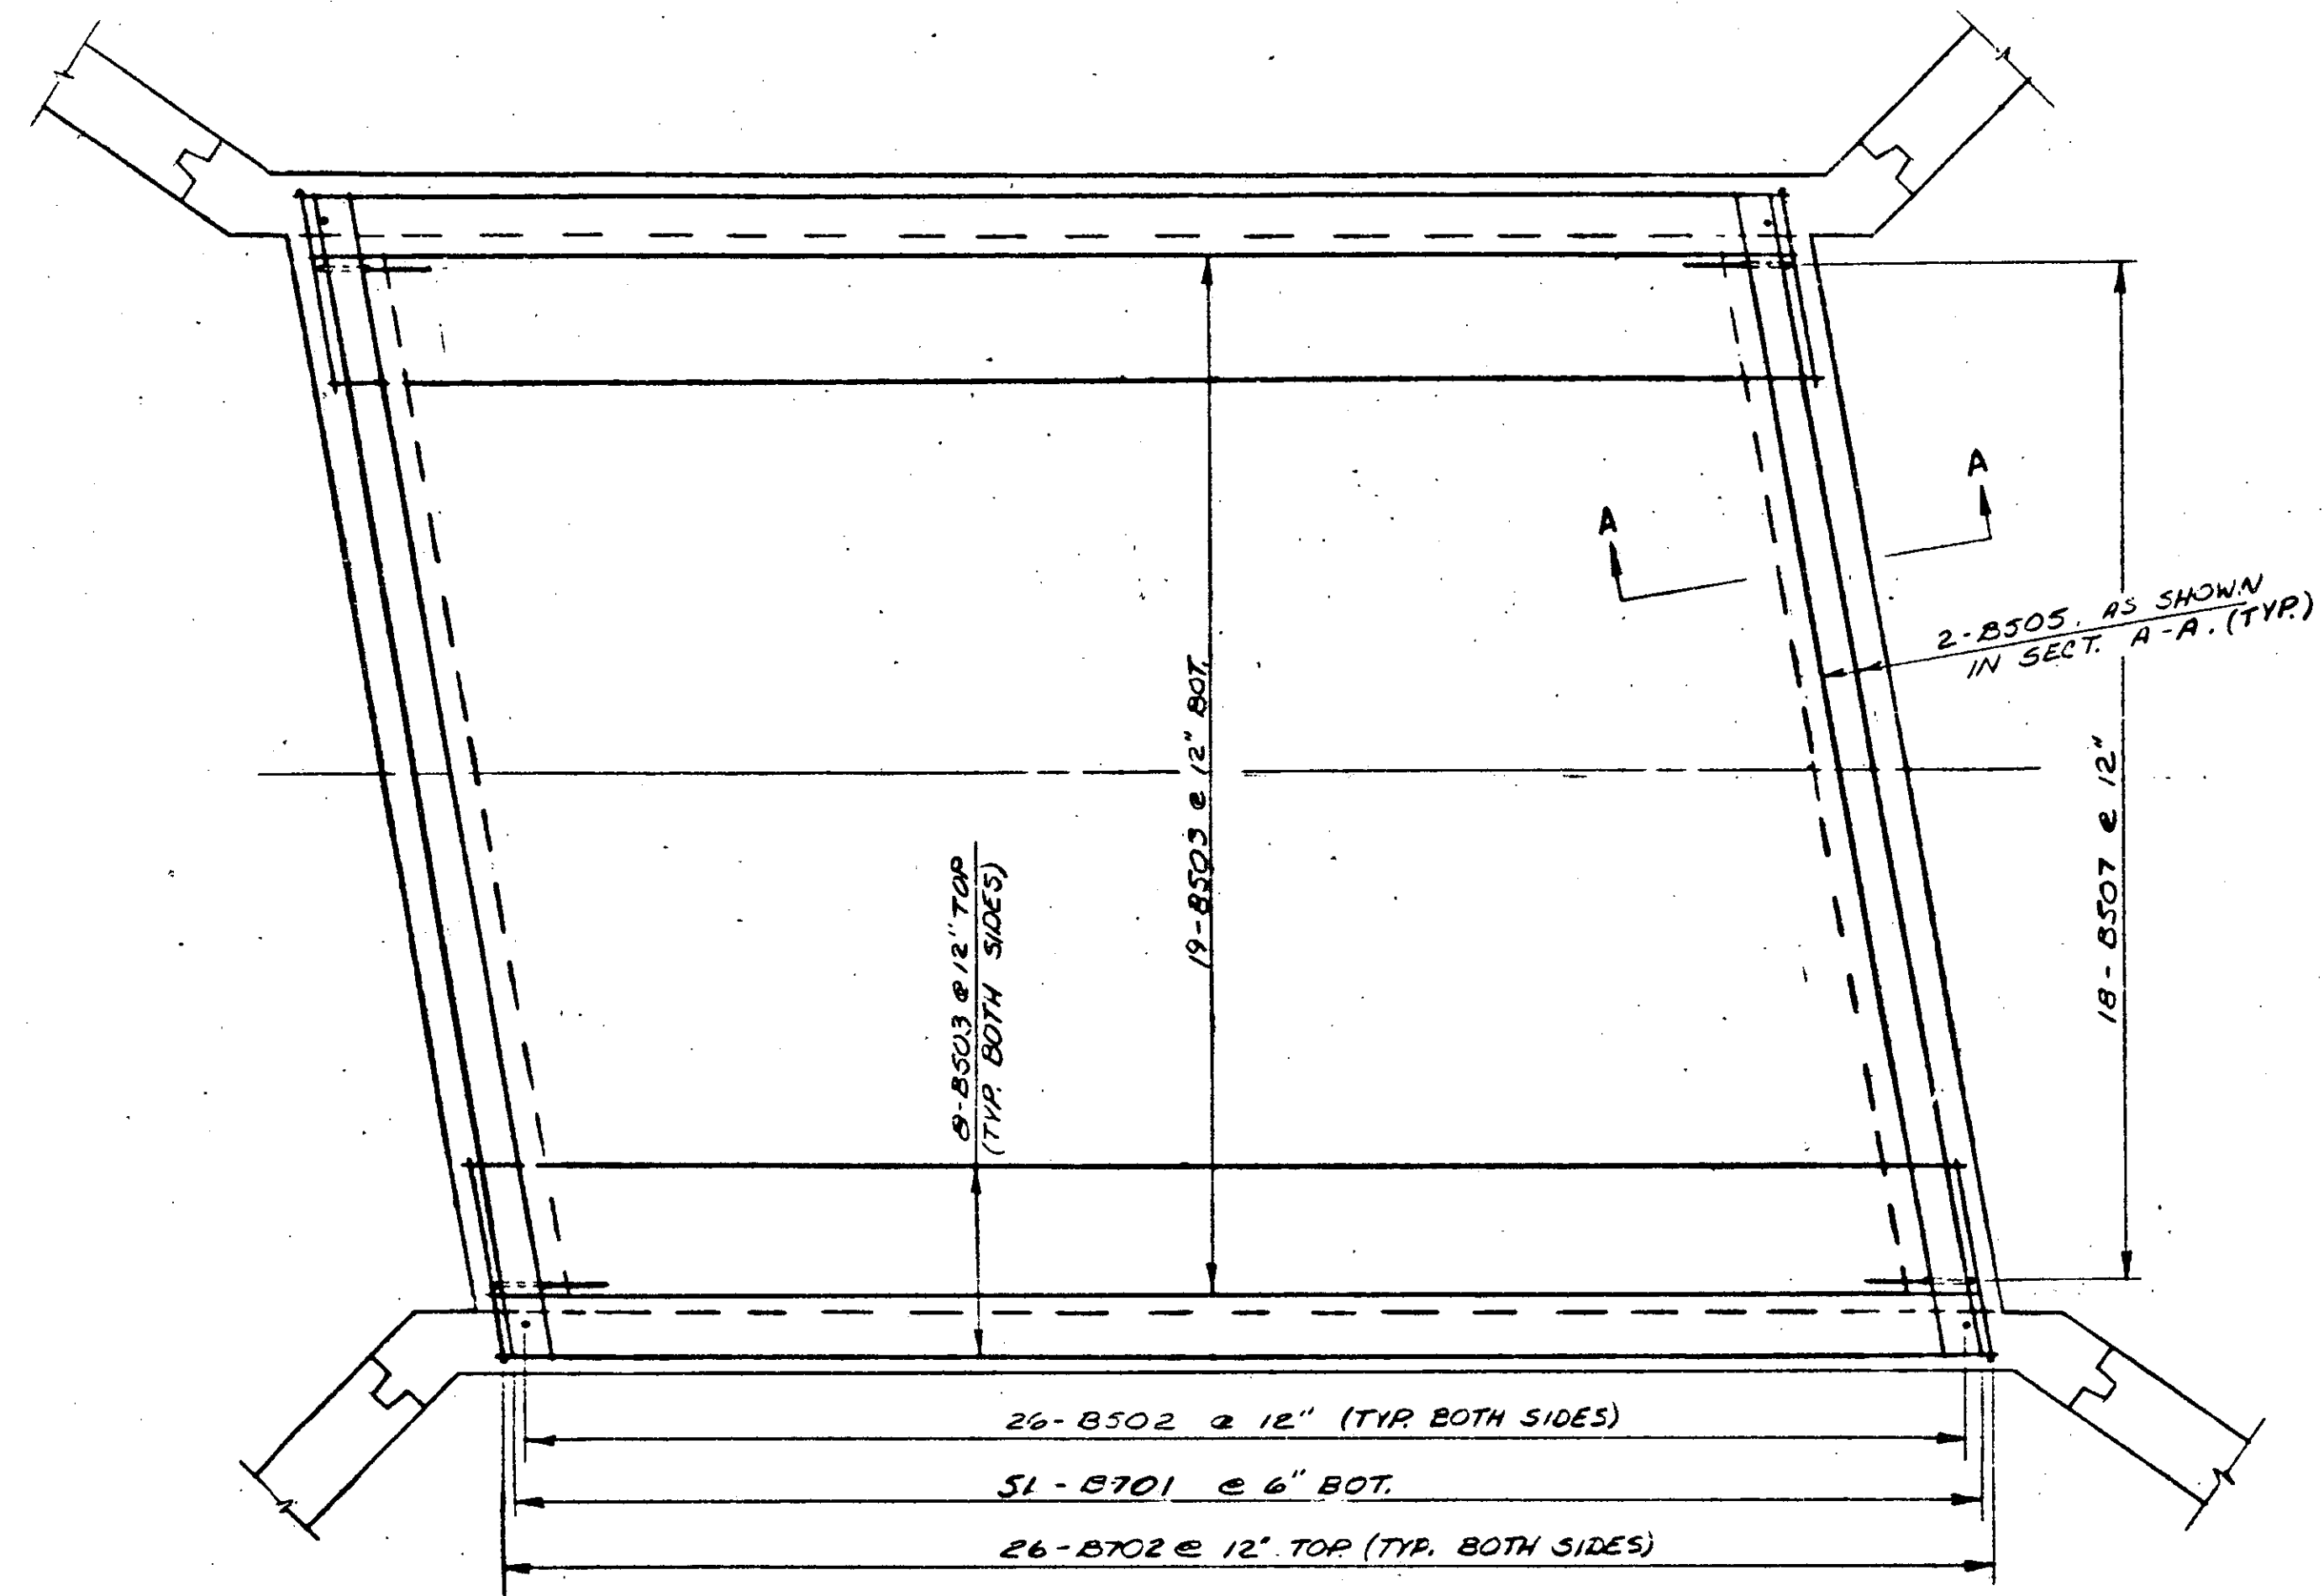 A
A
2-B505. AS SHOWN
IN SECT. A-A. (TYP.)
19-B503 @ 12" BOT.
18-B507 @ 12"
8-B503 @ 12" TOP
(TYP. BOTH SIDES)
26-B502 @ 12" (TYP. BOTH SIDES)
51-B701 @ 6" BOT.
26-B702 @ 12" TOP (TYP. BOTH SIDES)